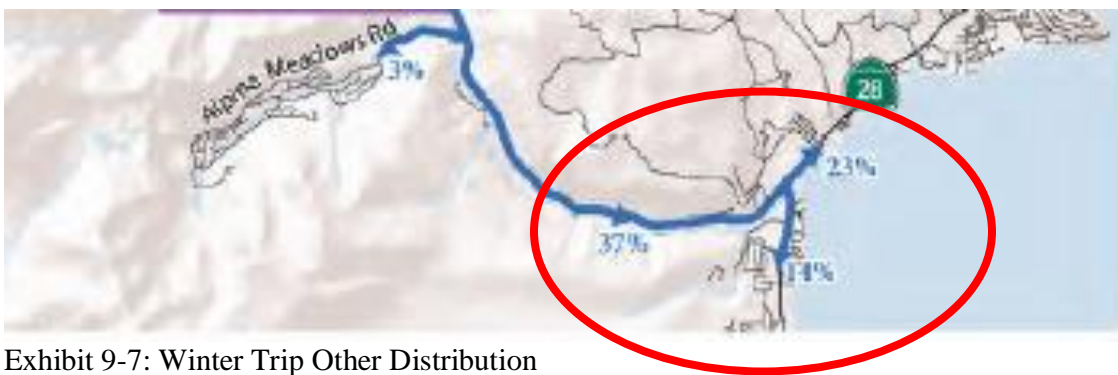 Alpine Meadows Rd
3%
28
23%
37%
14%
Exhibit 9-7: Winter Trip Other Distribution